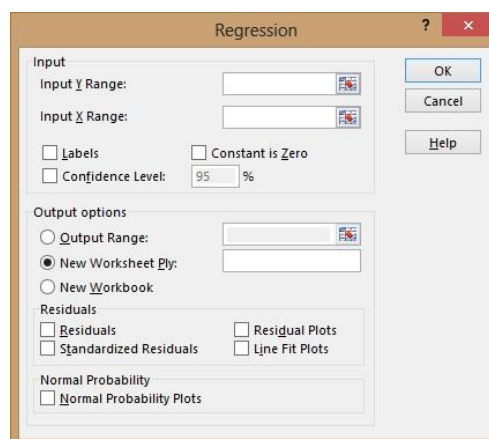 Regression
? ×
Input
Input Y Range:
Input X Range:
Labels
Constant is Zero
Confidence Level: 95 %
OK
Cancel
Help
Output options
Output Range:
New Worksheet Ply:
New Workbook
Residuals
Residuals
Residual Plots
Standardized Residuals
Line Fit Plots
Normal Probability
Normal Probability Plots